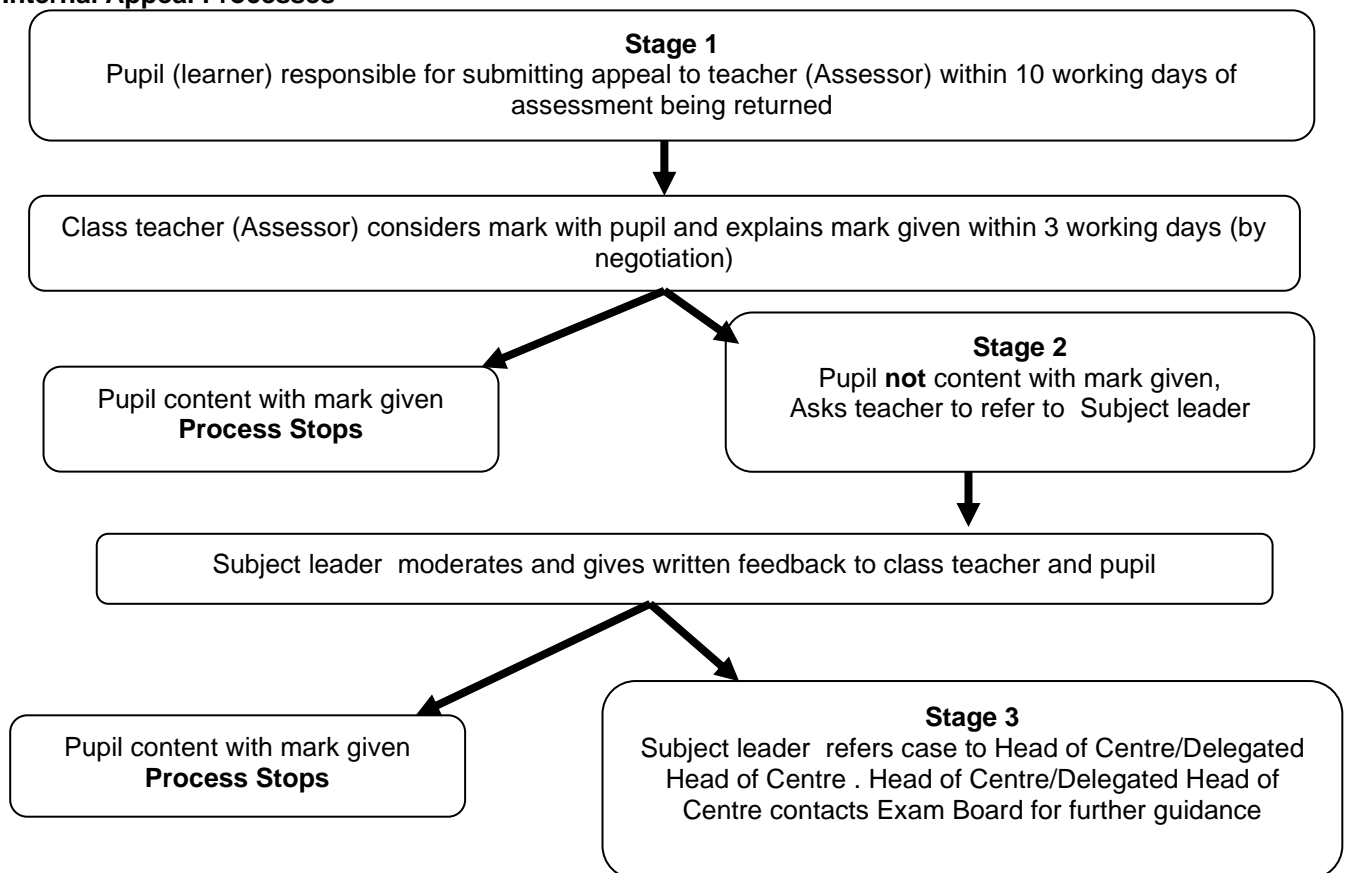 Internal Appeal Processes
Stage 1
Pupil (learner) responsible for submitting appeal to teacher (Assessor) within 10 working days of
assessment being returned
Class teacher (Assessor) considers mark with pupil and explains mark given within 3 working days (by
negotiation)
Pupil content with mark given
Process Stops
Stage 2
Pupil not content with mark given,
Asks teacher to refer to Subject leader
Subject leader moderates and gives written feedback to class teacher and pupil
Pupil content with mark given
Process Stops
Stage 3
Subject leader refers case to Head of Centre/Delegated
Head of Centre . Head of Centre/Delegated Head of
Centre contacts Exam Board for further guidance